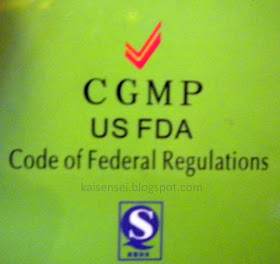 CGMP
US FDA
Code of Federal Regulations
kaisensei.blogspot.com